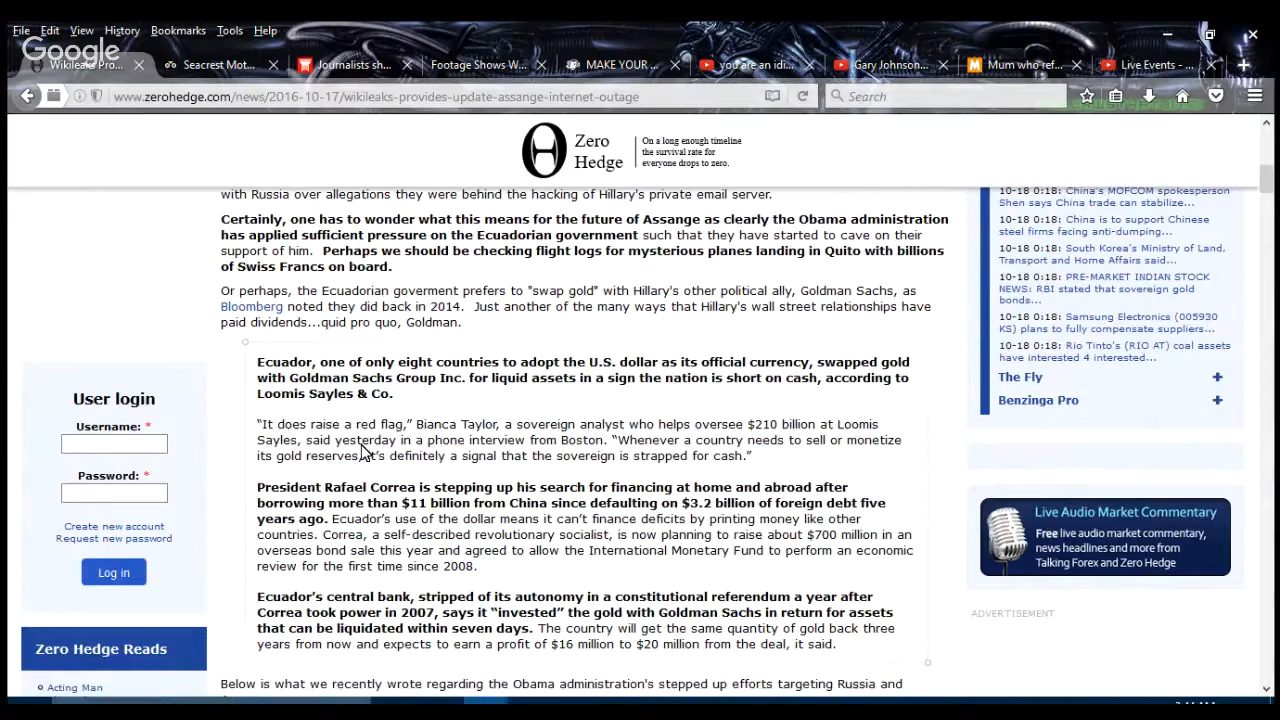 File Edit View History Bookmarks Tools Help
Google
Wikileaks Pro... Seacrest Mot... Journalists sh... Footage Shows W... MAKE YOUR ... you are an idi... Gary Johnson... Mum who ref... Live Events - ...
www.zerohedge.com/news/2016-10-17/wikileaks-provides-update-assange-internet-outage
Search
Zero
Hedge
On a long enough timeline
the survival rate for
everyone drops to zero.
with Russia over allegations they were behind the hacking of Hillary's private email server.
Certainly, one has to wonder what this means for the future of Assange as clearly the Obama administration
has applied sufficient pressure on the Ecuadorian government such that they have started to cave on their
support of him. Perhaps we should be checking flight logs for mysterious planes landing in Quito with billions
of Swiss Francs on board.
Or perhaps, the Ecuadorian goverment prefers to "swap gold" with Hillary's other political ally, Goldman Sachs, as
Bloomberg noted they did back in 2014. Just another of the many ways that Hillary's wall street relationships have
paid dividends...quid pro quo, Goldman.
Ecuador, one of only eight countries to adopt the U.S. dollar as its official currency, swapped gold
with Goldman Sachs Group Inc. for liquid assets in a sign the nation is short on cash, according to
Loomis Sayles & Co.
“It does raise a red flag,” Bianca Taylor, a sovereign analyst who helps oversee $210 billion at Loomis
Sayles, said yesterday in a phone interview from Boston. “Whenever a country needs to sell or monetize
its gold reserves, it’s definitely a signal that the sovereign is strapped for cash.”
President Rafael Correa is stepping up his search for financing at home and abroad after
borrowing more than $11 billion from China since defaulting on $3.2 billion of foreign debt five
years ago. Ecuador’s use of the dollar means it can’t finance deficits by printing money like other
countries. Correa, a self-described revolutionary socialist, is now planning to raise about $700 million in an
overseas bond sale this year and agreed to allow the International Monetary Fund to perform an economic
review for the first time since 2008.
Ecuador’s central bank, stripped of its autonomy in a constitutional referendum a year after
Correa took power in 2007, says it “invested” the gold with Goldman Sachs in return for assets
that can be liquidated within seven days. The country will get the same quantity of gold back three
years from now and expects to earn a profit of $16 million to $20 million from the deal, it said.
Below is what we recently wrote regarding the Obama administration's stepped up efforts targeting Russia and
User login
Username: *
Password: *
Create new account
Request new password
Log in
Zero Hedge Reads
Acting Man
10-18 0:18: China's MOFCOM spokesperson
Shen says China trade can stabilize...
10-18 0:18: China is to support Chinese
steel firms facing anti-dumping...
10-18 0:18: South Korea's Ministry of Land,
Transport and Home Affairs said...
10-18 0:18: PRE-MARKET INDIAN STOCK
NEWS: RBI stated that sovereign gold
bonds...
10-18 0:18: Samsung Electronics (005930
KS) plans to fully compensate suppliers...
10-18 0:18: Rio Tinto's (RIO AT) coal assets
have interested 4 interested...
The Fly +
Benzinga Pro +
Live Audio Market Commentary
Free live audio market commentary,
news headlines and more from
Talking Forex and Zero Hedge
ADVERTISEMENT